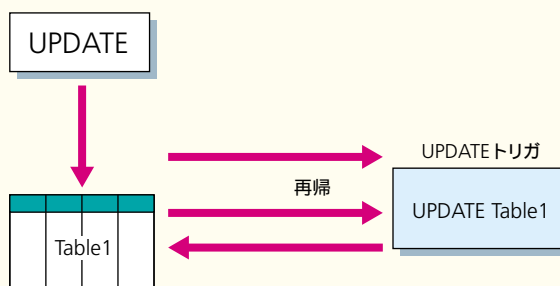 UPDATE
UPDATEトリガ
再帰
UPDATE Table1
Table1